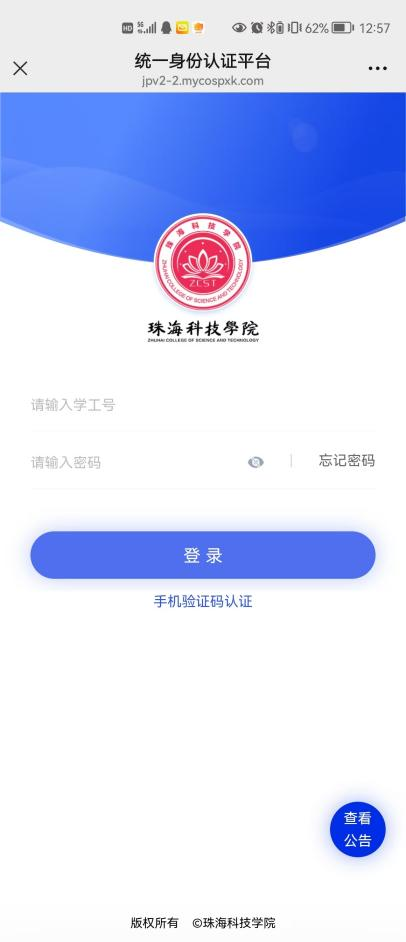 HD 5G 62% 12:57
统一身份认证平台
jpv2-2.mycospxk.com
珠海科技学院
ZCST
ZHUHAI COLLEGE OF SCIENCE AND TECHNOLOGY
珠海科技學院
ZHUHAI COLLEGE OF SCIENCE AND TECHNOLOGY
请输入学工号
请输入密码 | 忘记密码
登录
手机验证码认证
查看
公告
版权所有 ©珠海科技学院